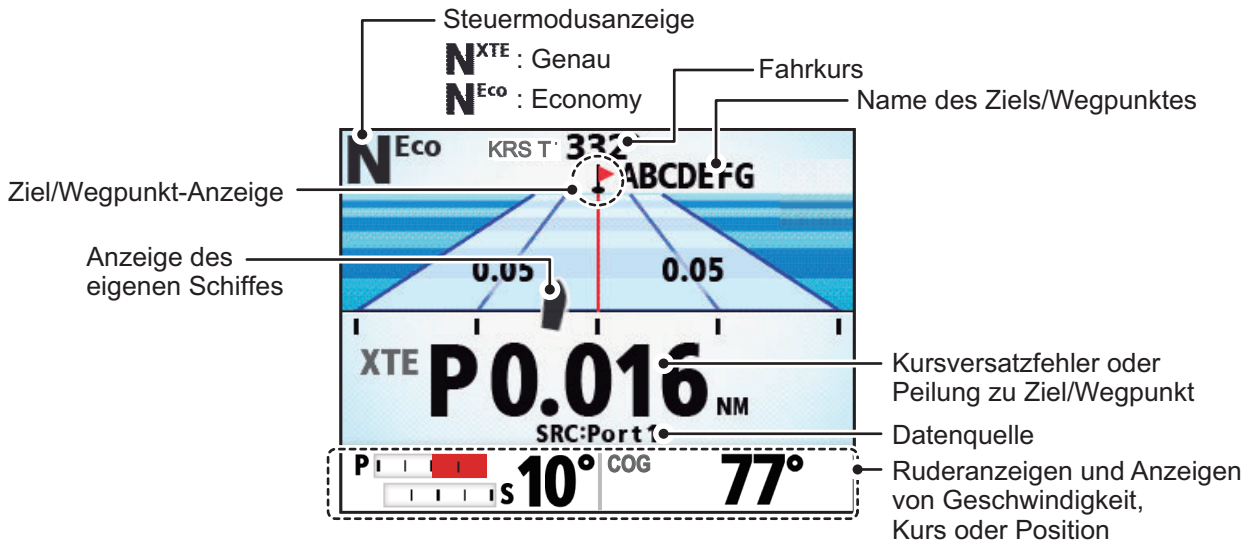 Steuermodusanzeige
N XTE : Genau
N Eco : Economy
Fahrkurs
Name des Ziels/Wegpunktes
N Eco
KRS T
332°
ABCDEFG
Ziel/Wegpunkt-Anzeige
Anzeige des
eigenen Schiffes
0.05
0.05
XTE P 0.016 NM
Kursversatzfehler oder
Peilung zu Ziel/Wegpunkt
SRC:Port1
Datenquelle
P
S
10°
COG
77°
Ruderanzeigen und Anzeigen
von Geschwindigkeit,
Kurs oder Position